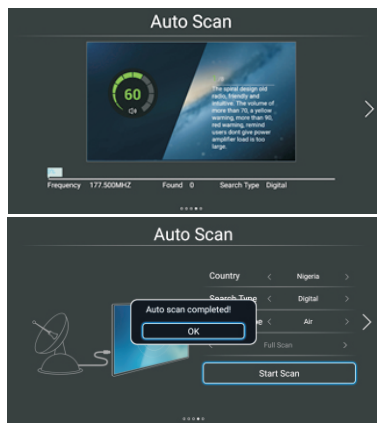 Auto Scan
60
The spiral design old
radio, friendly and
intuitive. The volume of
more than 70, a yellow
warning, more than 90,
red warning, remind
users dont give power
amplifier load is too
large.
Frequency 177.500MHZ Found 0 Search Type Digital
Auto Scan
Country < Nigeria >
Search Type < Digital >
Auto scan completed!
pe < Air >
OK
< Full Scan >
Start Scan